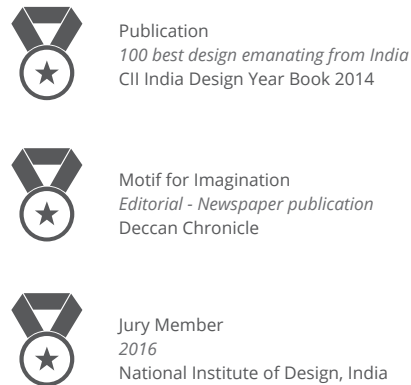 Publication
100 best design emanating from India
CII India Design Year Book 2014
Motif for Imagination
Editorial - Newspaper publication
Deccan Chronicle
Jury Member
2016
National Institute of Design, India